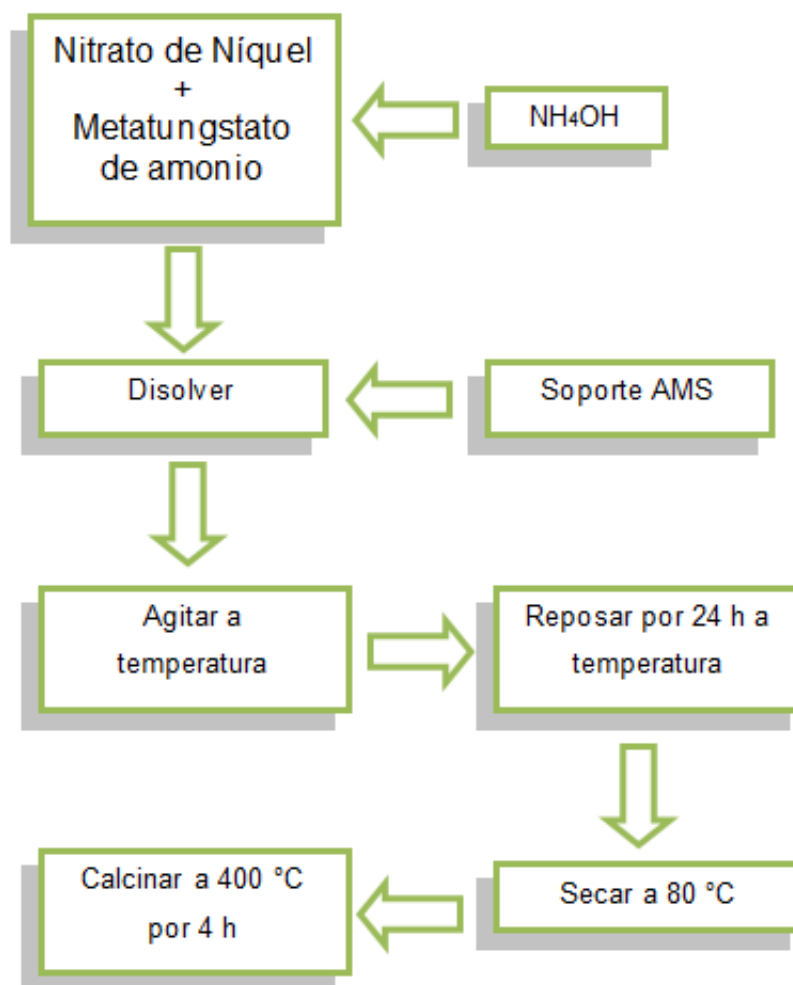 Nitrato de Níquel
+
Metatungstato
de amonio
NH₄OH
Disolver
Soporte AMS
Agitar a
temperatura
Reposar por 24 h a
temperatura
Secar a 80 °C
Calcinar a 400 °C
por 4 h